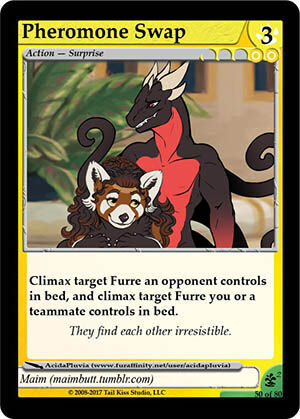 Pheromone Swap
3
Action — Surprise
Climax target Furre an opponent controls
in bed, and climax target Furre you or a
teammate controls in bed.
They find each other irresistible.
AcidaPluvia (www.furaffinity.net/user/acidapluvia)
Maim (maimbutt.tumblr.com)
50 of 80
© 2008-2017 Tail Kiss Studio, LLC